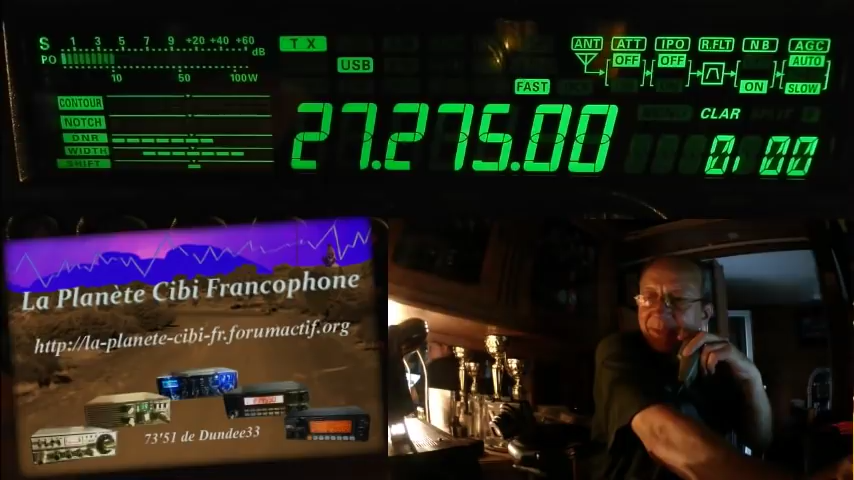 S 1 3 5 7 9 +20 +40 +60 dB
PO 10 50 100W
TX
USB
FAST
ANT ATT IPO R.FLT NB AGC
OFF OFF AUTO
ON SLOW
CONTOUR
NOTCH
DNR
WIDTH
SHIFT
27.275.00
CLAR
0. 00
La Planète Cibi Francophone
http://la-planete-cibi-fr.forumactif.org
73'51 de Dundee33